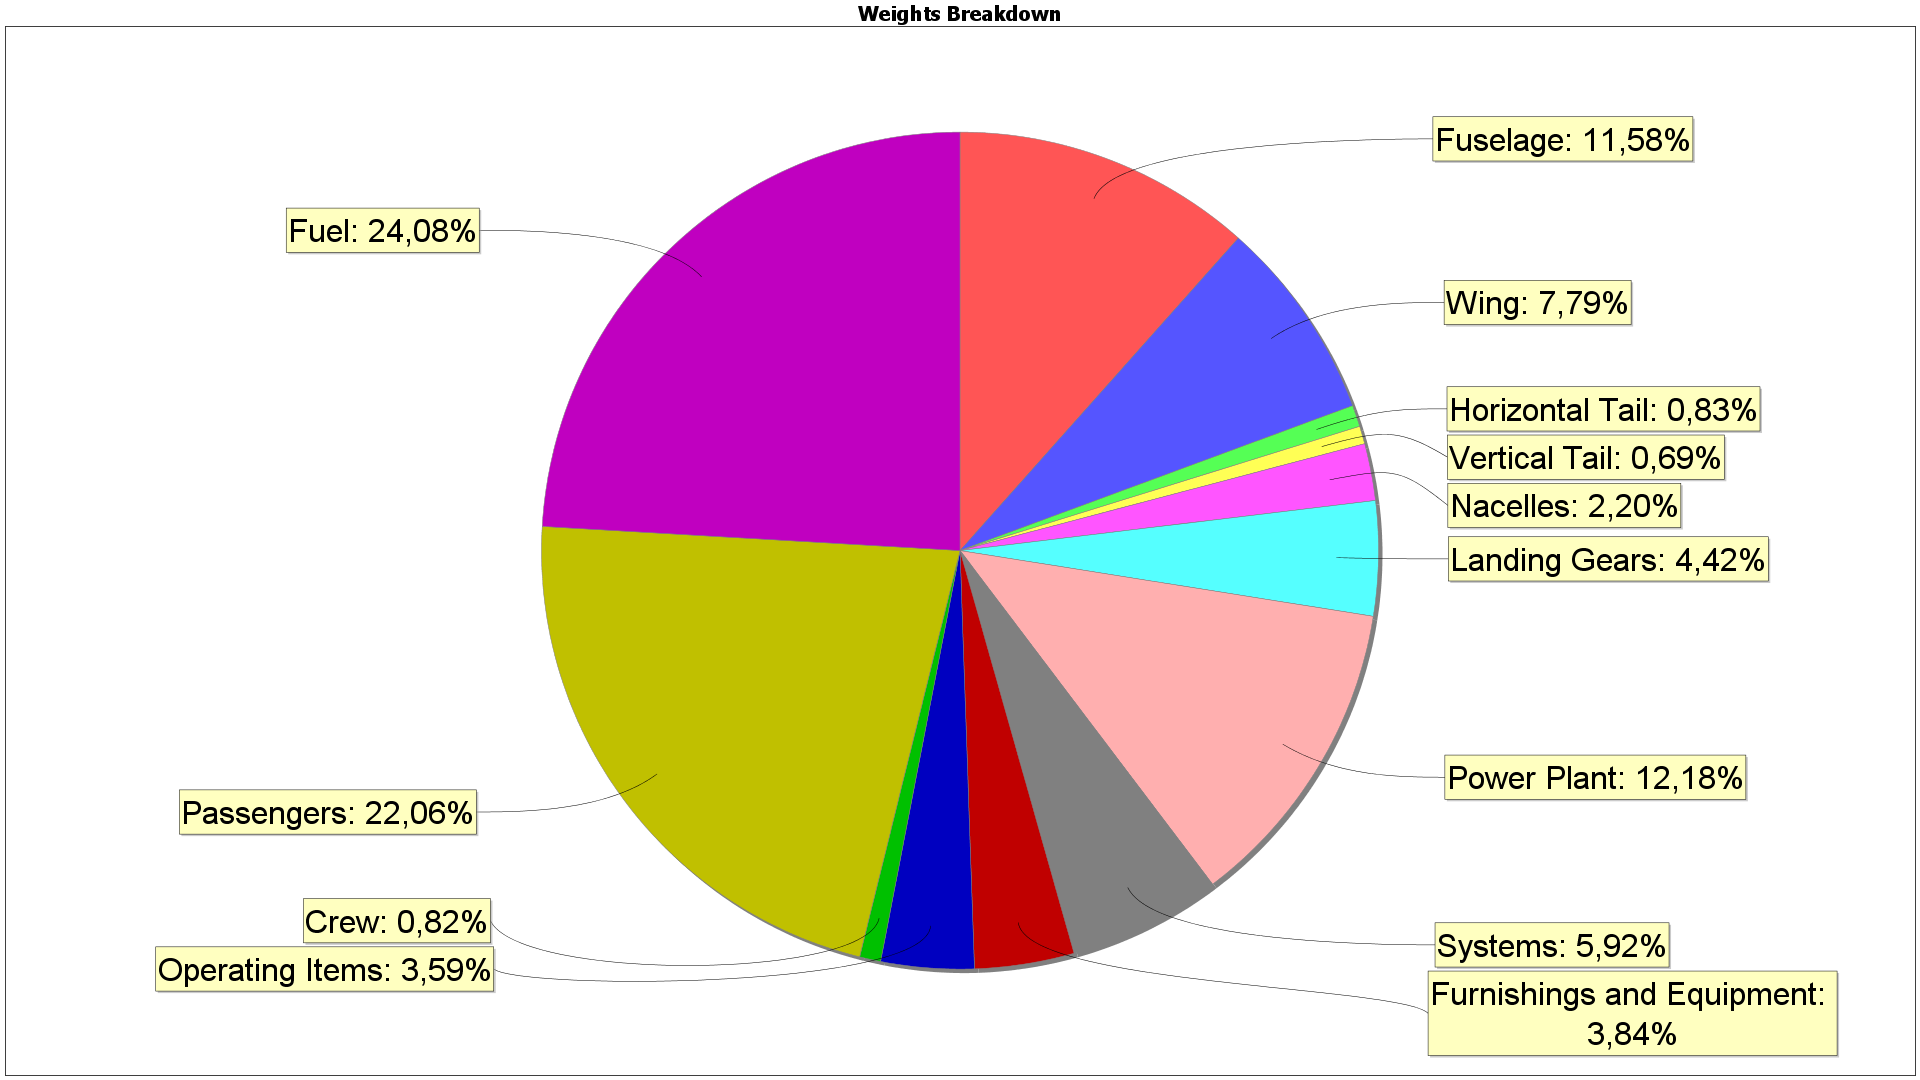 Weights Breakdown
Fuselage: 11,58%
Fuel: 24,08%
Wing: 7,79%
Horizontal Tail: 0,83%
Vertical Tail: 0,69%
Nacelles: 2,20%
Landing Gears: 4,42%
Power Plant: 12,18%
Passengers: 22,06%
Crew: 0,82%
Systems: 5,92%
Operating Items: 3,59%
Furnishings and Equipment:
3,84%